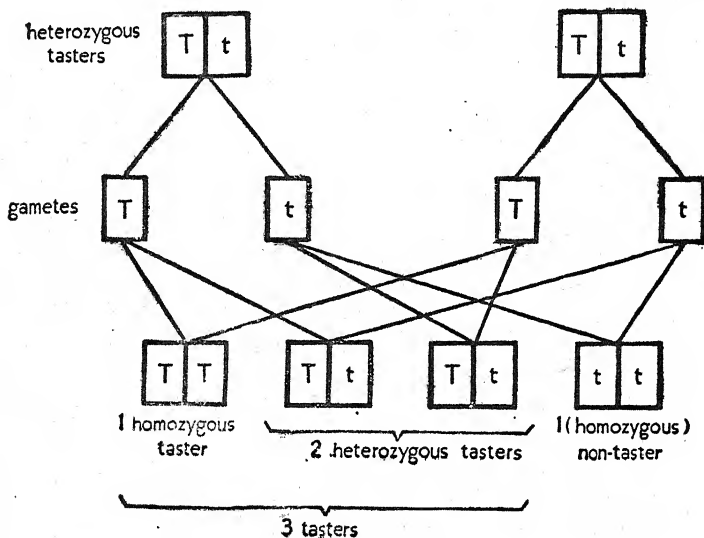 heterozygous
tasters
T t
T t
gametes
T
t
T
t
T T
T t
T t
t t
1 homozygous
taster
2 heterozygous tasters
1(homozygous)
non-taster
3 tasters